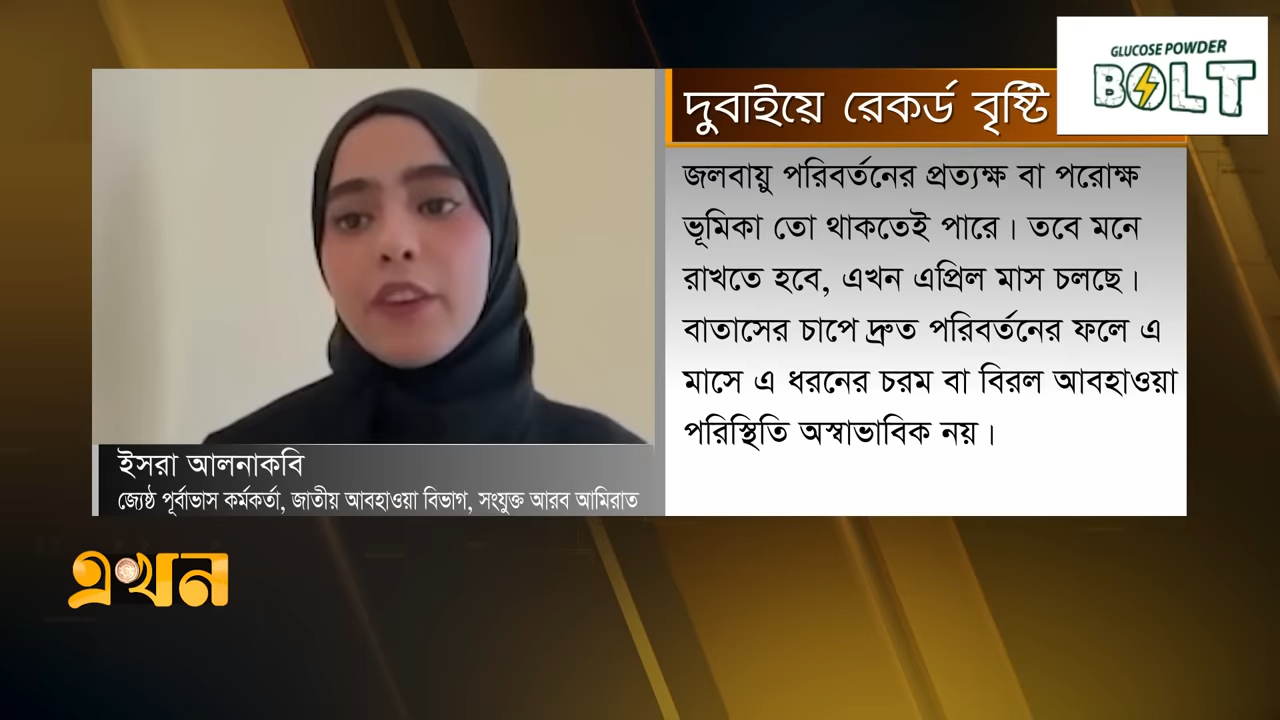 GLUCOSE POWDER
BOLT
দুবাইয়ে রেকর্ড বৃষ্টি
জলবায়ু পরিবর্তনের প্রত্যক্ষ বা পরোক্ষ
ভূমিকা তো থাকতেই পারে। তবে মনে
রাখতে হবে, এখন এপ্রিল মাস চলছে।
বাতাসের চাপে দ্রুত পরিবর্তনের ফলে এ
মাসে এ ধরনের চরম বা বিরল আবহাওয়া
পরিস্থিতি অস্বাভাবিক নয়।
ইসরা আলনাকবি
জ্যেষ্ঠ পূর্বাভাস কর্মকর্তা, জাতীয় আবহাওয়া বিভাগ, সংযুক্ত আরব আমিরাত
এখন